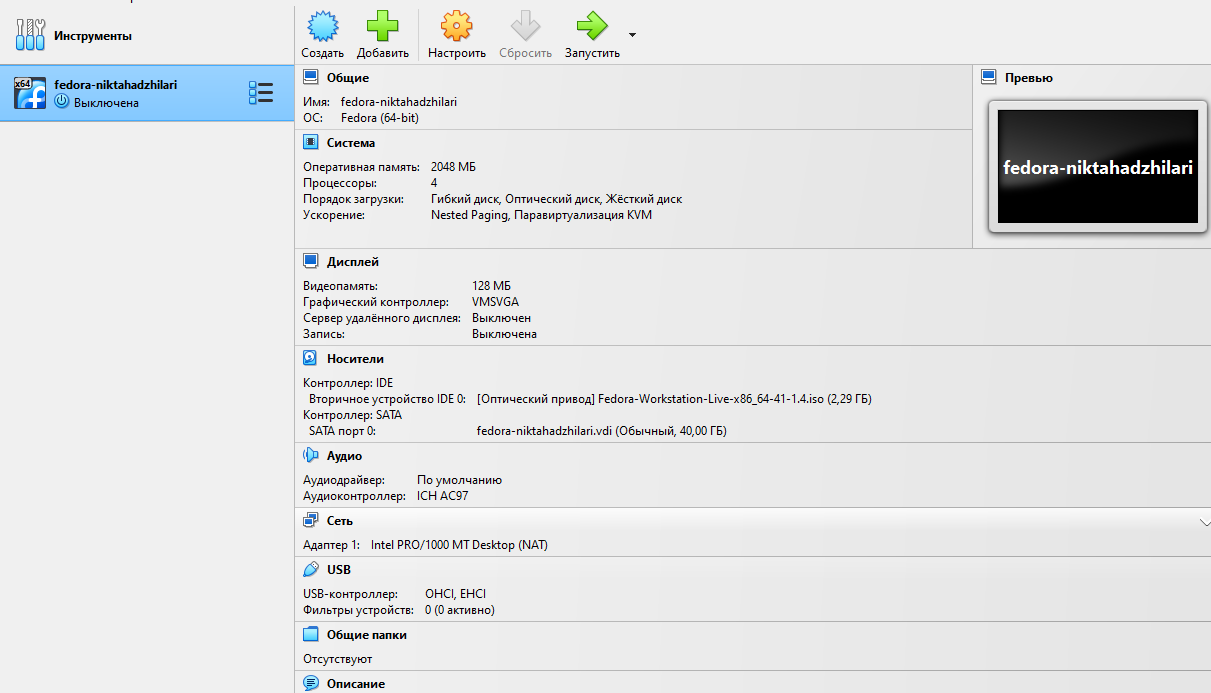 Инструменты
x64
fedora-niktahadzhilari
Выключена
Создать Добавить Настроить Сбросить Запустить
Общие
Имя: fedora-niktahadzhilari
ОС: Fedora (64-bit)
Система
Оперативная память: 2048 МБ
Процессоры: 4
Порядок загрузки: Гибкий диск, Оптический диск, Жёсткий диск
Ускорение: Nested Paging, Паравиртуализация KVM
Превью
fedora-niktahadzhilari
Дисплей
Видеопамять: 128 МБ
Графический контроллер: VMSVGA
Сервер удалённого дисплея: Выключен
Запись: Выключена
Носители
Контроллер: IDE
Вторичное устройство IDE 0: [Оптический привод] Fedora-Workstation-Live-x86_64-41-1.4.iso (2,29 ГБ)
Контроллер: SATA
SATA порт 0: fedora-niktahadzhilari.vdi (Обычный, 40,00 ГБ)
Аудио
Аудиодрайвер: По умолчанию
Аудиоконтроллер: ICH AC97
Сеть
Адаптер 1: Intel PRO/1000 MT Desktop (NAT)
USB
USB-контроллер: OHCI, EHCI
Фильтры устройств: 0 (0 активно)
Общие папки
Отсутствуют
Описание